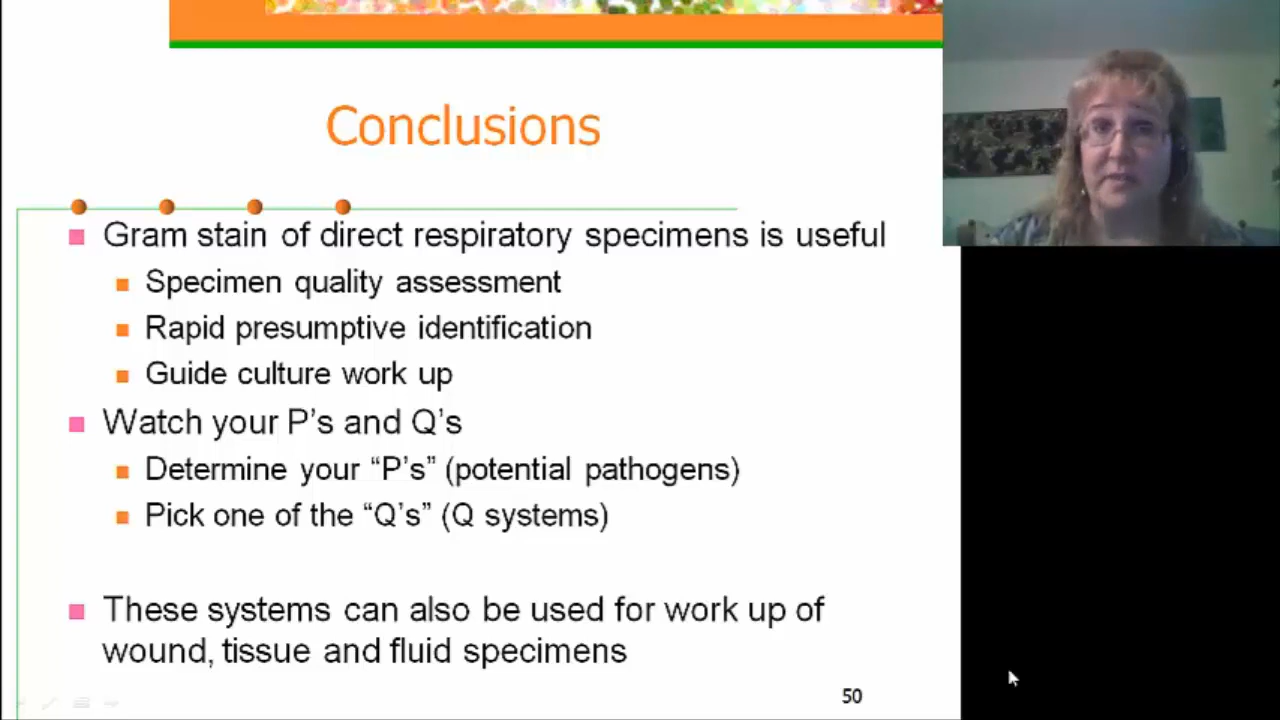 Conclusions
Gram stain of direct respiratory specimens is useful
Specimen quality assessment
Rapid presumptive identification
Guide culture work up
Watch your P’s and Q’s
Determine your “P’s” (potential pathogens)
Pick one of the “Q’s” (Q systems)
These systems can also be used for work up of
wound, tissue and fluid specimens
50